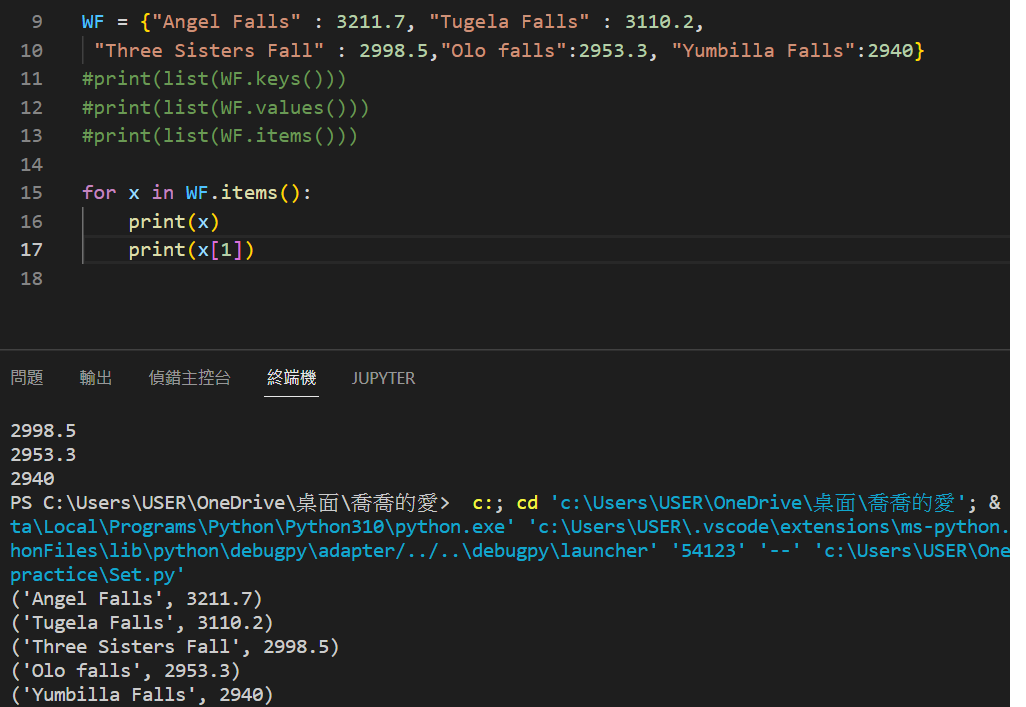 9 WF = {"Angel Falls" : 3211.7, "Tugela Falls" : 3110.2,
10 "Three Sisters Fall" : 2998.5,"Olo falls":2953.3, "Yumbilla Falls":2940}
11 #print(list(WF.keys()))
12 #print(list(WF.values()))
13 #print(list(WF.items()))
14
15 for x in WF.items():
16 print(x)
17 print(x[1])
18
問題 輸出 偵錯主控台 終端機 JUPYTER
2998.5
2953.3
2940
PS C:\Users\USER\OneDrive\桌面\喬喬的愛> c:; cd 'c:\Users\USER\OneDrive\桌面\喬喬的愛'; &
ta\Local\Programs\Python\Python310\python.exe' 'c:\Users\USER\.vscode\extensions\ms-python.
honFiles\lib\python\debugpy\adapter/../..\debugpy\launcher' '54123' '--' 'c:\Users\USER\One
practice\Set.py'
('Angel Falls', 3211.7)
('Tugela Falls', 3110.2)
('Three Sisters Fall', 2998.5)
('Olo falls', 2953.3)
('Yumbilla Falls', 2940)